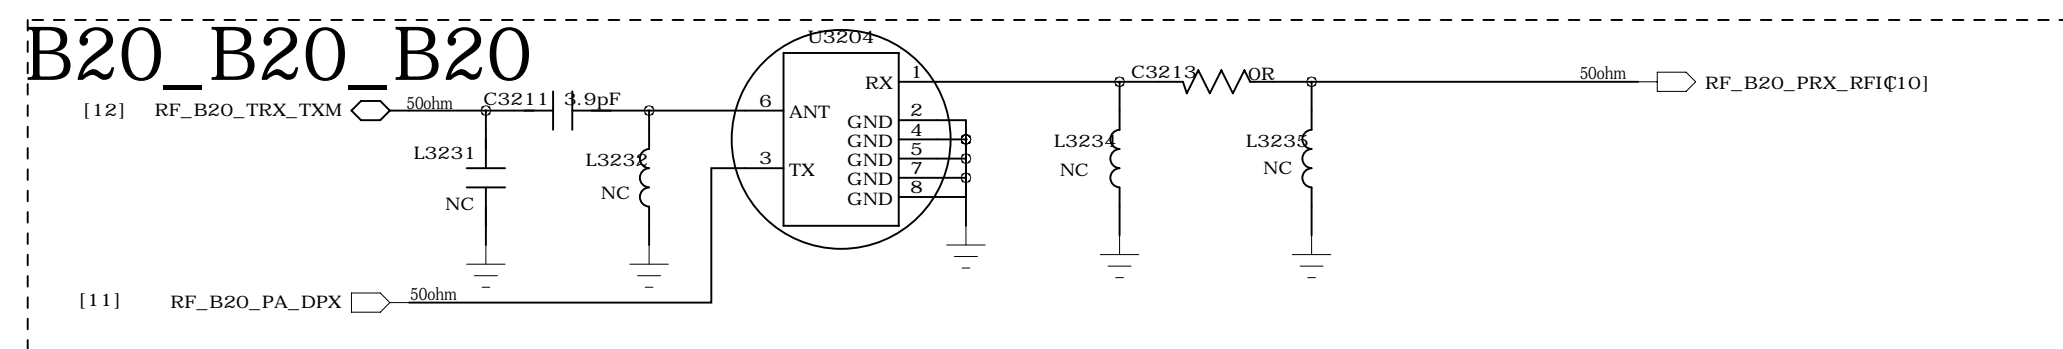 B20_B20_B20
U3204
[12] RF_B20_TRX_TXM 50ohm C3211 3.9pF 6 ANT RX 1 C3213 0R 50ohm RF_B20_PRX_RFIC[10]
GND 2
GND 4
L3231 L3232 3 TX GND 5 L3234 L3235
NC NC GND 7 NC NC
GND 8
[11] RF_B20_PA_DPX 50ohm